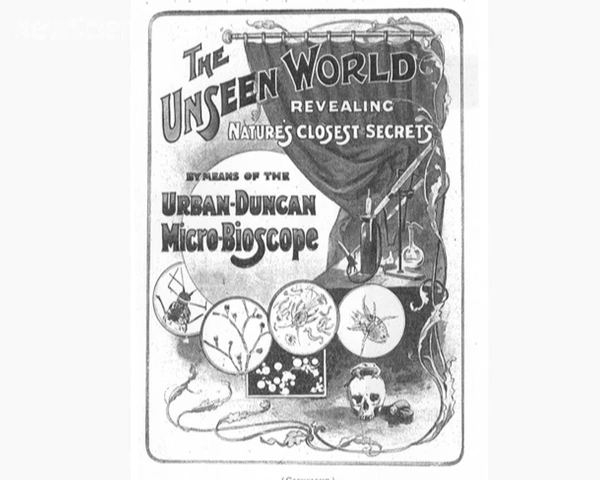 THE
UNSEEN WORLD
REVEALING
NATURE'S CLOSEST SECRETS
BY MEANS OF THE
URBAN-DUNCAN
MICRO-BIOSCOPE